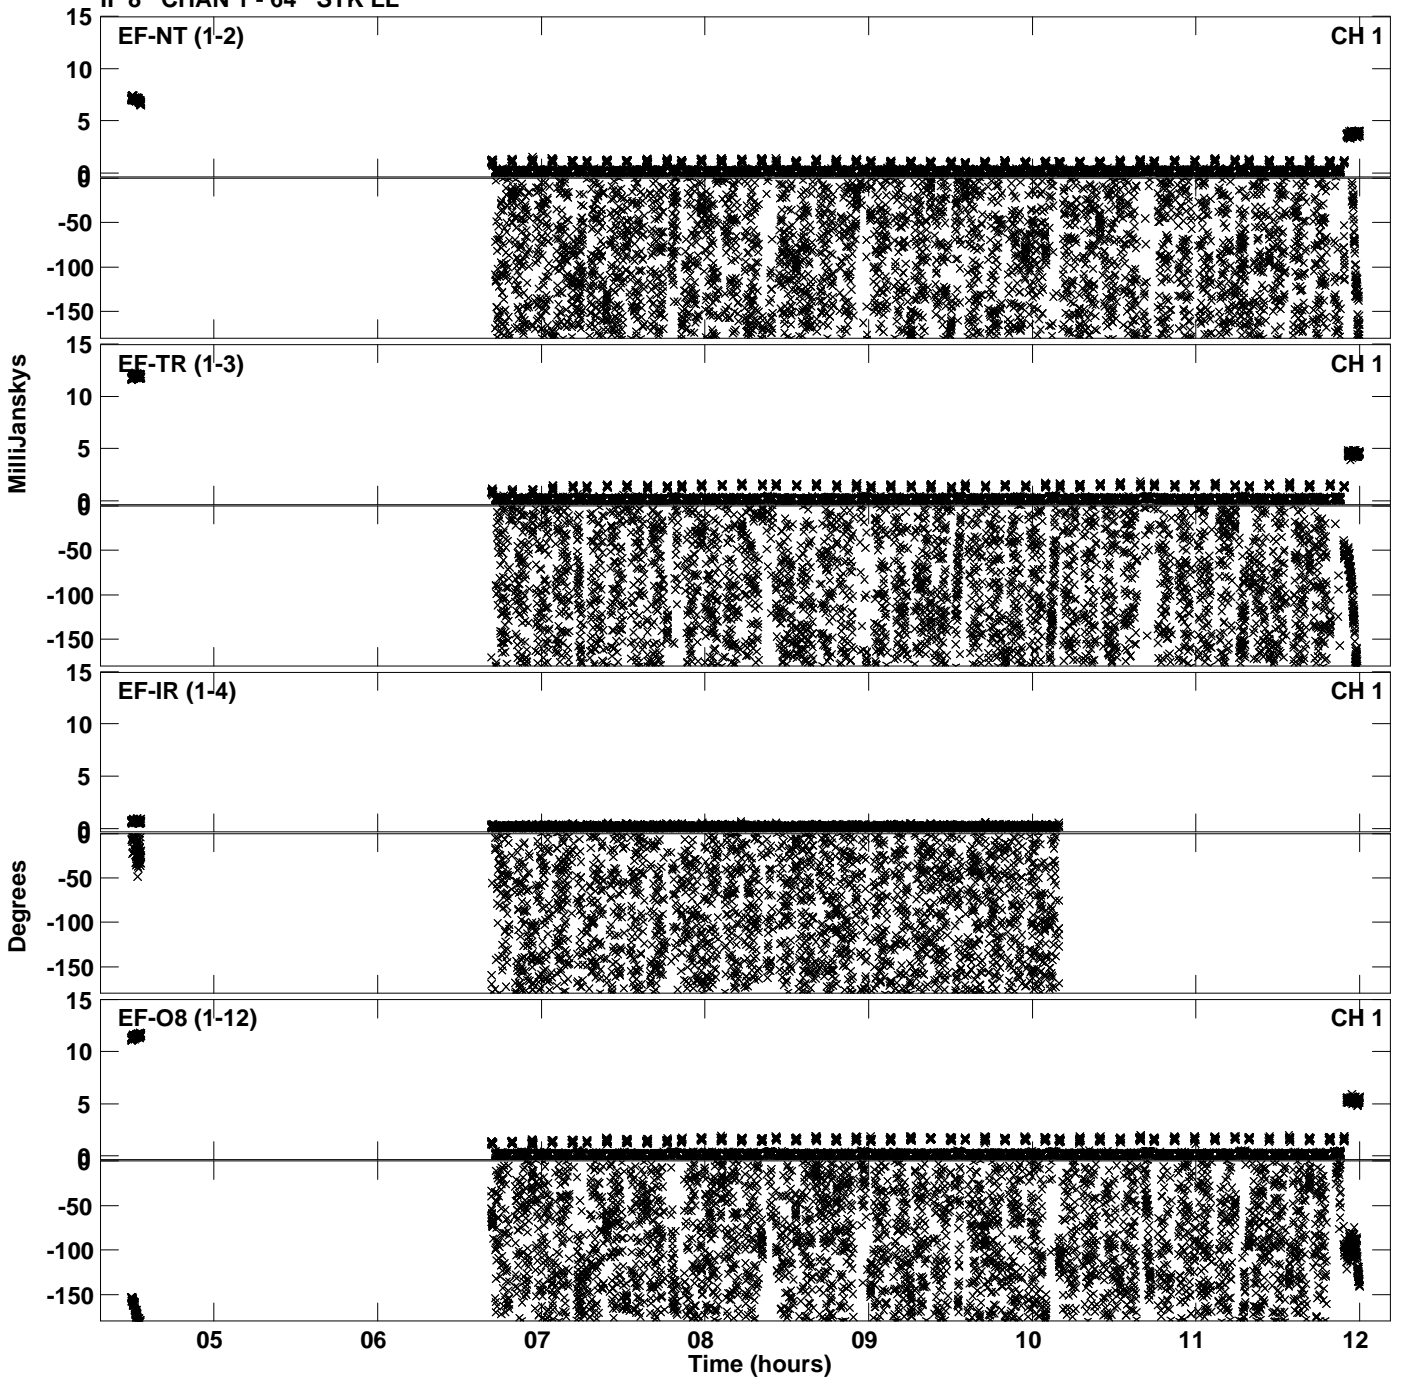 IF 8 CHAN 1 - 64 STK LL
15
EF-NT (1-2)
CH 1
10
5
0
0
-50
-100
-150
15
EF-TR (1-3)
CH 1
10
5
0
0
-50
-100
-150
MilliJanskys
15
EF-IR (1-4)
CH 1
10
5
0
0
-50
-100
-150
Degrees
15
EF-O8 (1-12)
CH 1
10
5
0
0
-50
-100
-150
05 06 07 08 09 10 11 12
Time (hours)